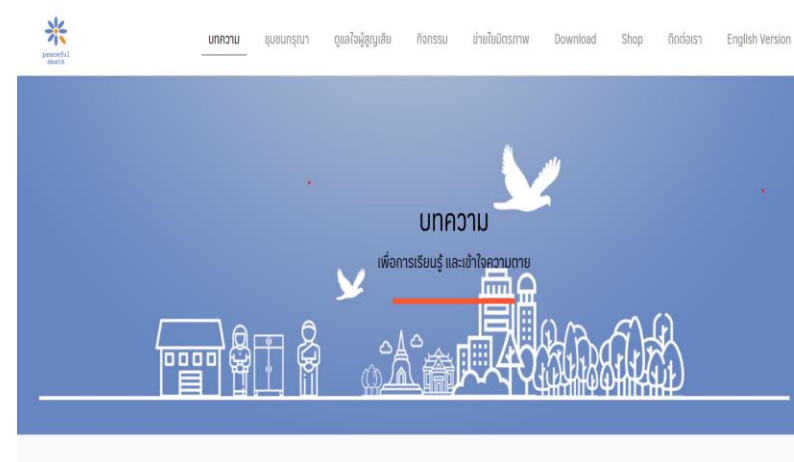 peaceful
death
บทความ ชุมชนกรุณา ดูแลใจผู้สูญเสีย กิจกรรม ข่ายใยมิตรภาพ Download Shop ติดต่อเรา English Version
บทความ
เพื่อการเรียนรู้ และเข้าใจความตาย